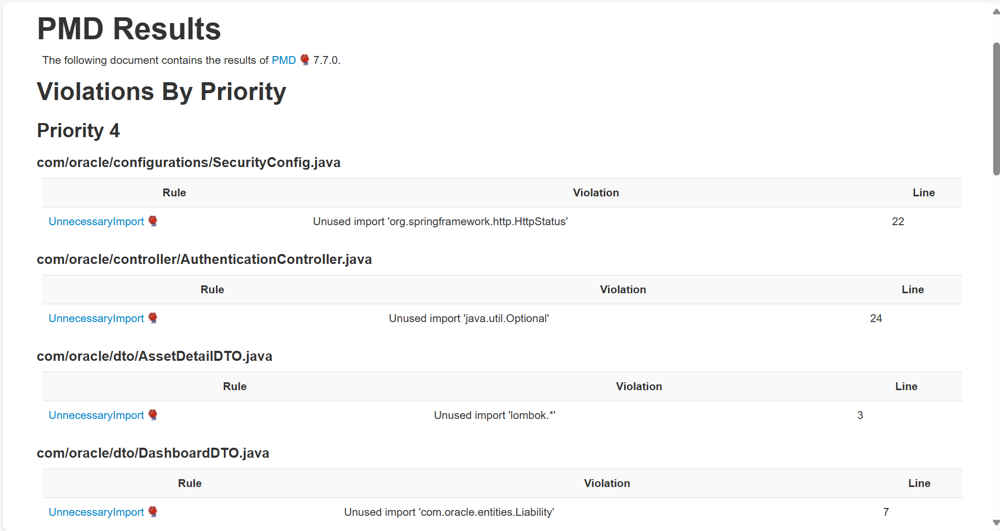 PMD Results
The following document contains the results of PMD 7.7.0.
Violations By Priority
Priority 4
com/oracle/configurations/SecurityConfig.java
Rule Violation Line
UnnecessaryImport Unused import 'org.springframework.http.HttpStatus' 22
com/oracle/controller/AuthenticationController.java
Rule Violation Line
UnnecessaryImport Unused import 'java.util.Optional' 24
com/oracle/dto/AssetDetailDTO.java
Rule Violation Line
UnnecessaryImport Unused import 'lombok.*' 3
com/oracle/dto/DashboardDTO.java
Rule Violation Line
UnnecessaryImport Unused import 'com.oracle.entities.Liability' 7